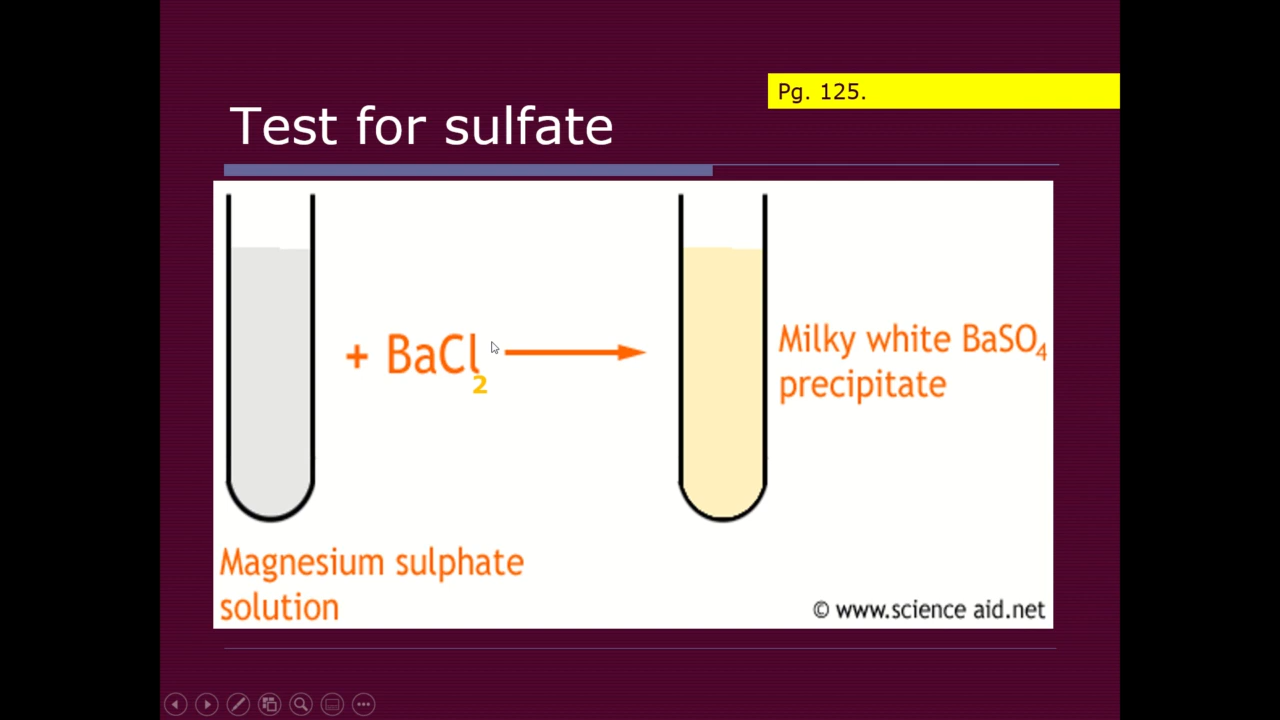 Pg. 125.
Test for sulfate
+ BaCl₂
Milky white BaSO₄
precipitate
Magnesium sulphate
solution
© www.science aid.net